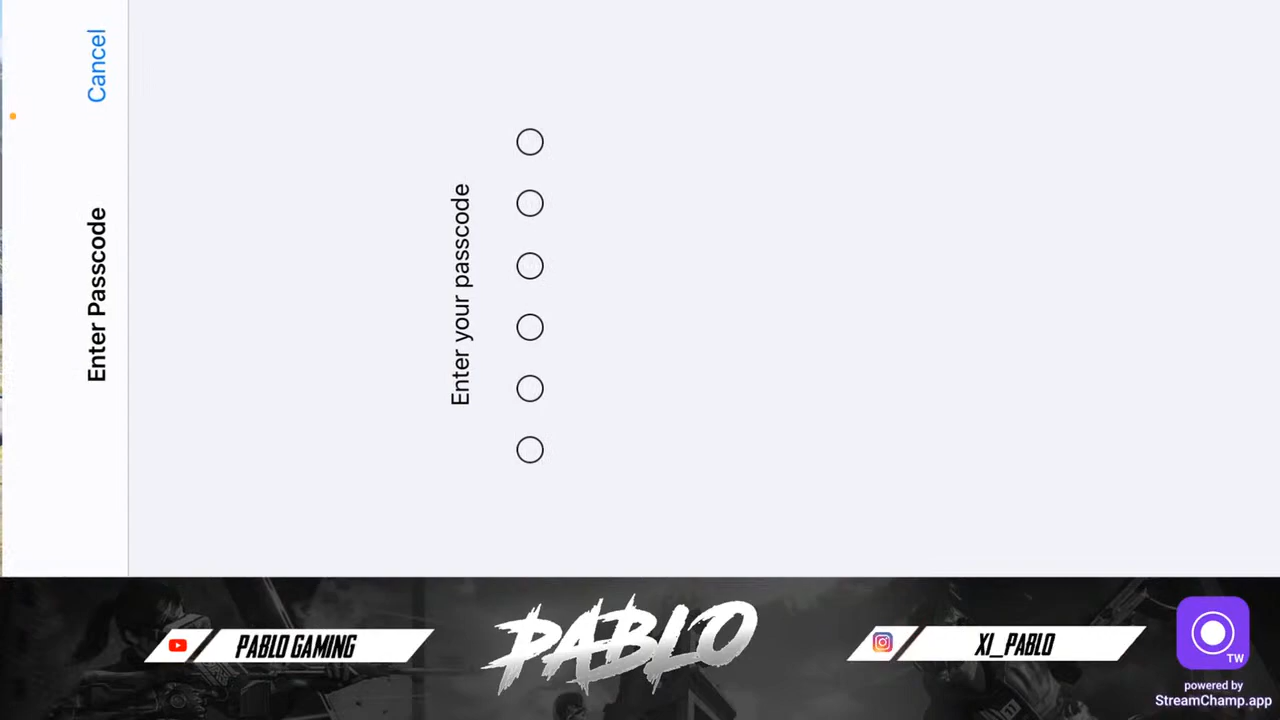 Cancel
Enter Passcode
Enter your passcode
PABLO GAMING
PABLO
XI_PABLO
TW
powered by
StreamChamp.app